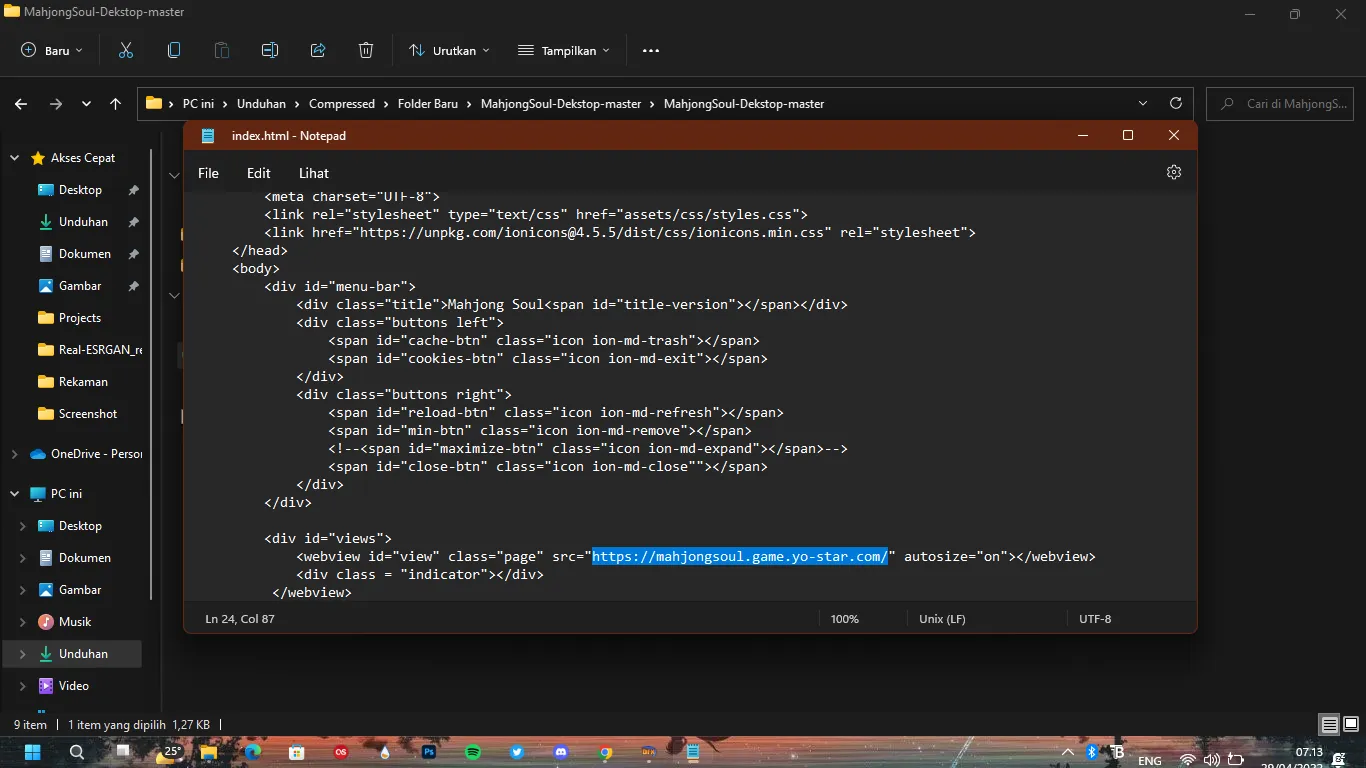 MahjongSoul-Dekstop-master
Baru
Urutkan
Tampilkan
PC ini › Unduhan › Compressed › Folder Baru › MahjongSoul-Dekstop-master › MahjongSoul-Dekstop-master
Cari di MahjongS...
index.html - Notepad
File Edit Lihat
<meta charset="UTF-8">
<link rel="stylesheet" type="text/css" href="assets/css/styles.css">
<link href="https://unpkg.com/ionicons@4.5.5/dist/css/ionicons.min.css" rel="stylesheet">
</head>
<body>
<div id="menu-bar">
<div class="title">Mahjong Soul<span id="title-version"></span></div>
<div class="buttons left">
<span id="cache-btn" class="icon ion-md-trash"></span>
<span id="cookies-btn" class="icon ion-md-exit"></span>
</div>
<div class="buttons right">
<span id="reload-btn" class="icon ion-md-refresh"></span>
<span id="min-btn" class="icon ion-md-remove"></span>
<!--<span id="maximize-btn" class="icon ion-md-expand"></span>-->
<span id="close-btn" class="icon ion-md-close""></span>
</div>
</div>
<div id="views">
<webview id="view" class="page" src="https://mahjongsoul.game.yo-star.com/" autosize="on"></webview>
<div class = "indicator"></div>
</webview>
Ln 24, Col 87
100%
Unix (LF)
UTF-8
Akses Cepat
Desktop
Unduhan
Dokumen
Gambar
Projects
Real-ESRGAN_re
Rekaman
Screenshot
OneDrive - Person
PC ini
Desktop
Dokumen
Gambar
Musik
Unduhan
Video
9 item
1 item yang dipilih 1,27 KB
25°
Ps
ENG
07.13